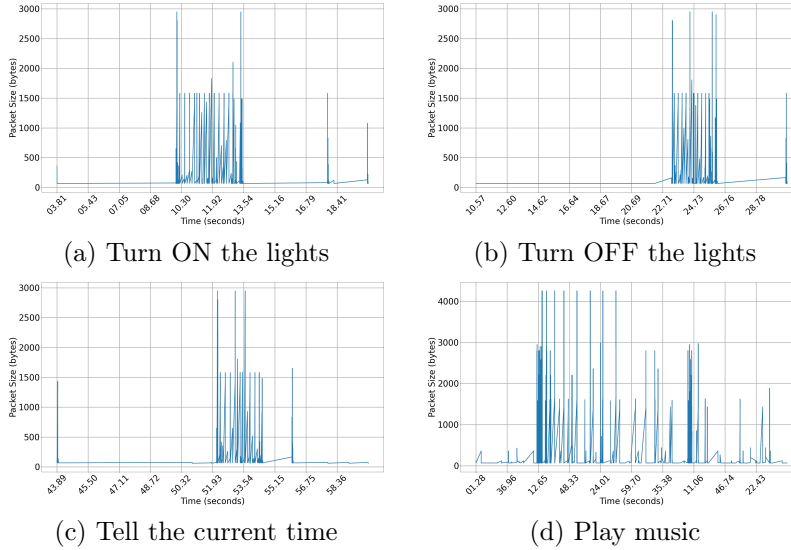 3000
2500
2000
1500
1000
500
0
Packet Size (bytes)
03.81 05.43 07.05 08.68 10.30 11.92 13.54 15.16 16.79 18.41
Time (seconds)
(a) Turn ON the lights
3000
2500
2000
1500
1000
500
0
Packet Size (bytes)
10.57 12.60 14.62 16.64 18.67 20.69 22.71 24.73 26.76 28.78
Time (seconds)
(b) Turn OFF the lights
3000
2500
2000
1500
1000
500
0
Packet Size (bytes)
43.89 45.50 47.11 48.72 50.32 51.93 53.54 55.15 56.75 58.36
Time (seconds)
(c) Tell the current time
4000
3000
2000
1000
0
Packet Size (bytes)
01.28 36.96 12.65 48.33 24.01 59.70 35.38 11.06 46.74 22.43
Time (seconds)
(d) Play music